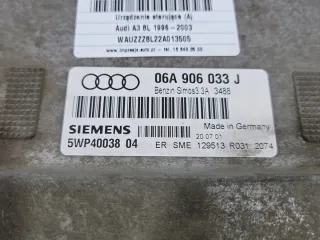 Urządzenie sterujące (A)
Audi A3 8L 1996-2003
WAUZZZ8L22A013505
06A 906 033 J
Benzin Simos3.3A 3488
SIEMENS
Made in Germany
20.07.01
5WP40038 04
ER SME 129513 R031 2074